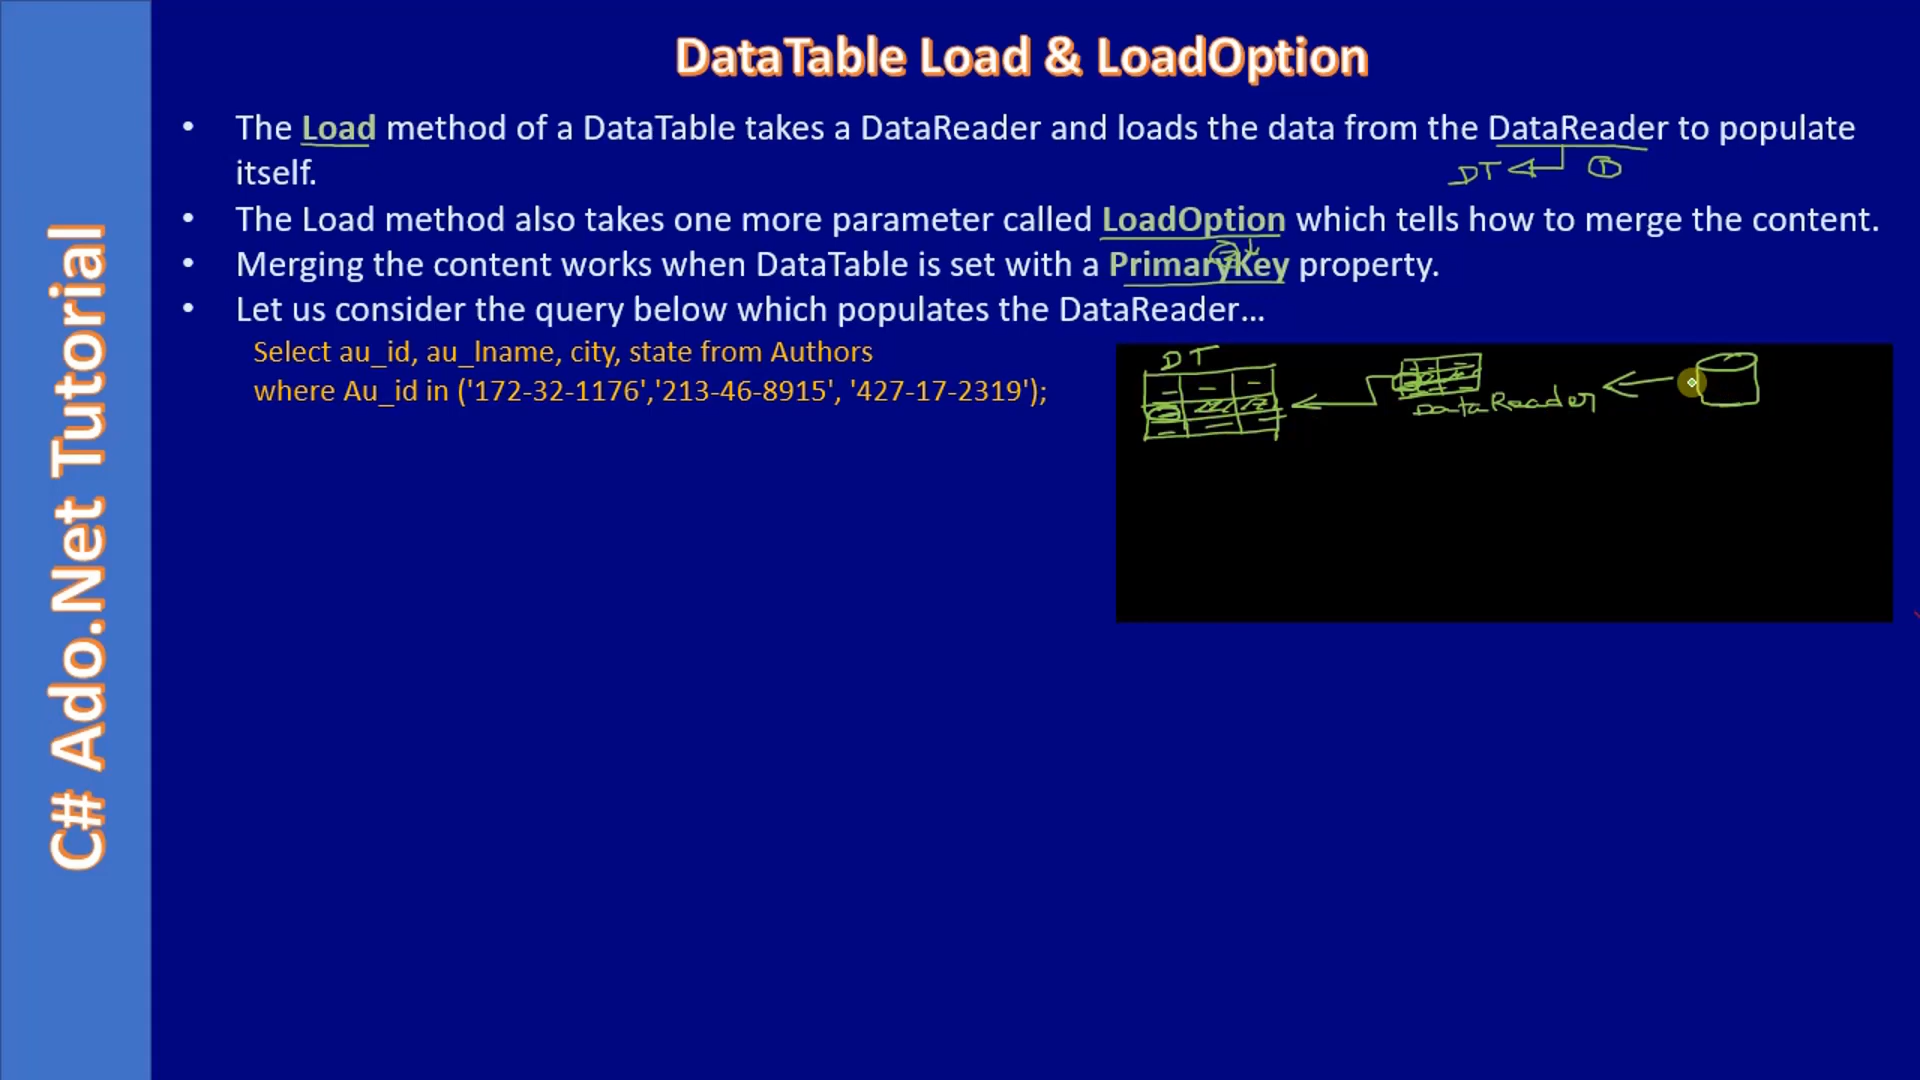 C# Ado.Net Tutorial
DataTable Load & LoadOption
• The Load method of a DataTable takes a DataReader and loads the data from the DataReader to populate
itself.
DT 1
• The Load method also takes one more parameter called LoadOption which tells how to merge the content.
• Merging the content works when DataTable is set with a PrimaryKey property.
• Let us consider the query below which populates the DataReader...
Select au_id, au_lname, city, state from Authors
where Au_id in ('172-32-1176','213-46-8915', '427-17-2319');
DT
DataReader